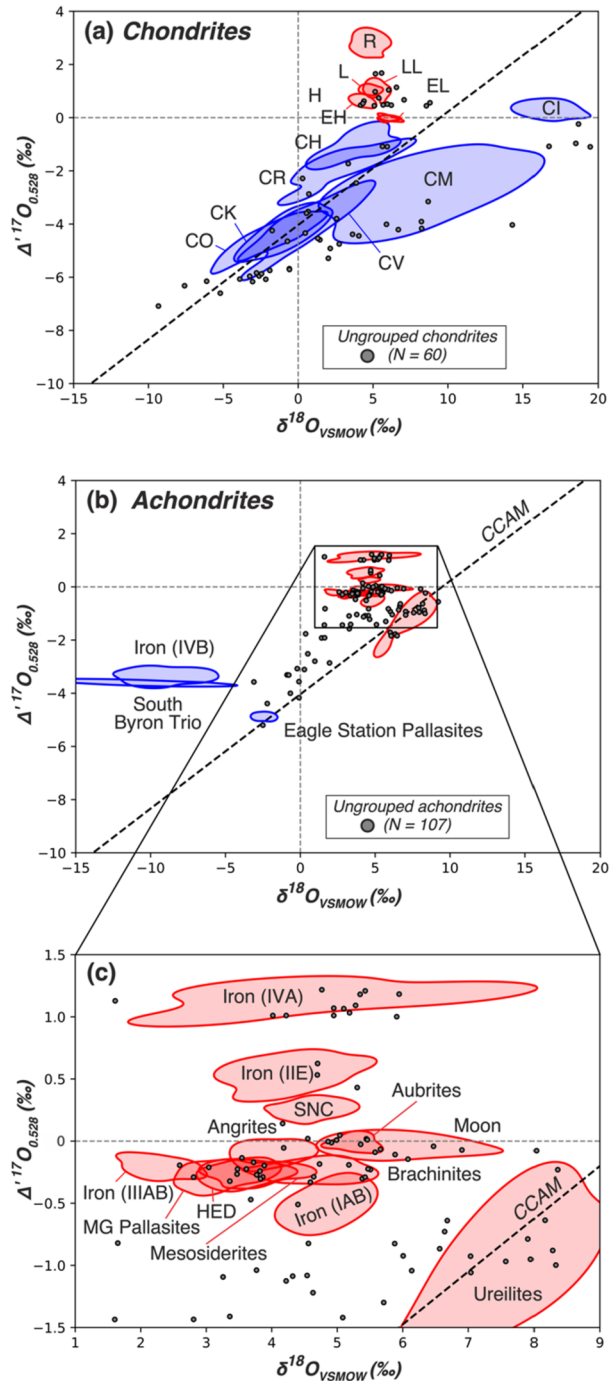 (a) Chondrites
4
2
0
−2
−4
−6
−8
−10
Δ′ 17O0.528 (‰)
R
L
LL
H
EL
EH
CI
CH
CR
CM
CK
CO
CV
Ungrouped chondrites
(N = 60)
−15 −10 −5 0 5 10 15 20
δ18OVSMOW (‰)
(b) Achondrites
4
2
0
−2
−4
−6
−8
−10
Δ′ 17O0.528 (‰)
CCAM
Iron (IVB)
South
Byron Trio
Eagle Station Pallasites
Ungrouped achondrites
(N = 107)
−15 −10 −5 0 5 10 15 20
δ18OVSMOW (‰)
(c)
1.5
1.0
0.5
0.0
−0.5
−1.0
−1.5
Δ′ 17O0.528 (‰)
Iron (IVA)
Iron (IIE)
Aubrites
SNC
Angrites
Moon
Brachinites
Iron (IIIAB)
HED
MG Pallasites
Iron (IAB)
Mesosiderites
CCAM
Ureilites
1 2 3 4 5 6 7 8 9
δ18OVSMOW (‰)